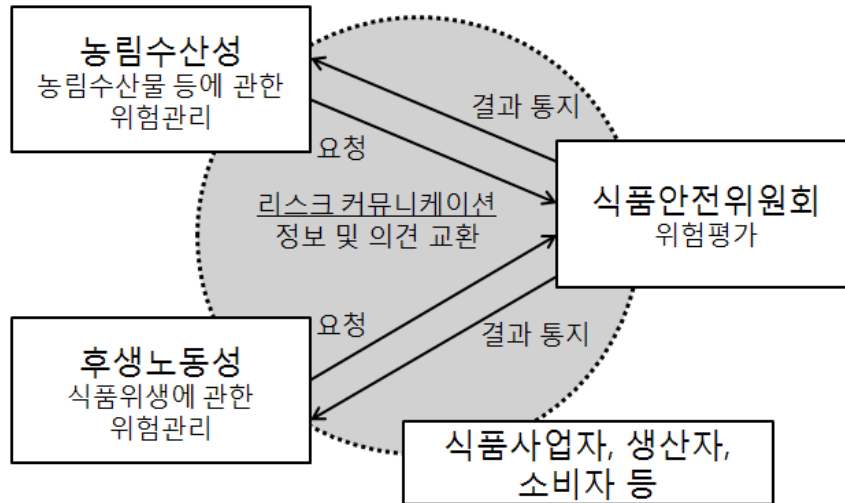 농림수산성
농림수산물 등에 관한
위험관리
결과 통지
요청
리스크 커뮤니케이션
정보 및 의견 교환
식품안전위원회
위험평가
요청
결과 통지
후생노동성
식품위생에 관한
위험관리
식품사업자, 생산자,
소비자 등